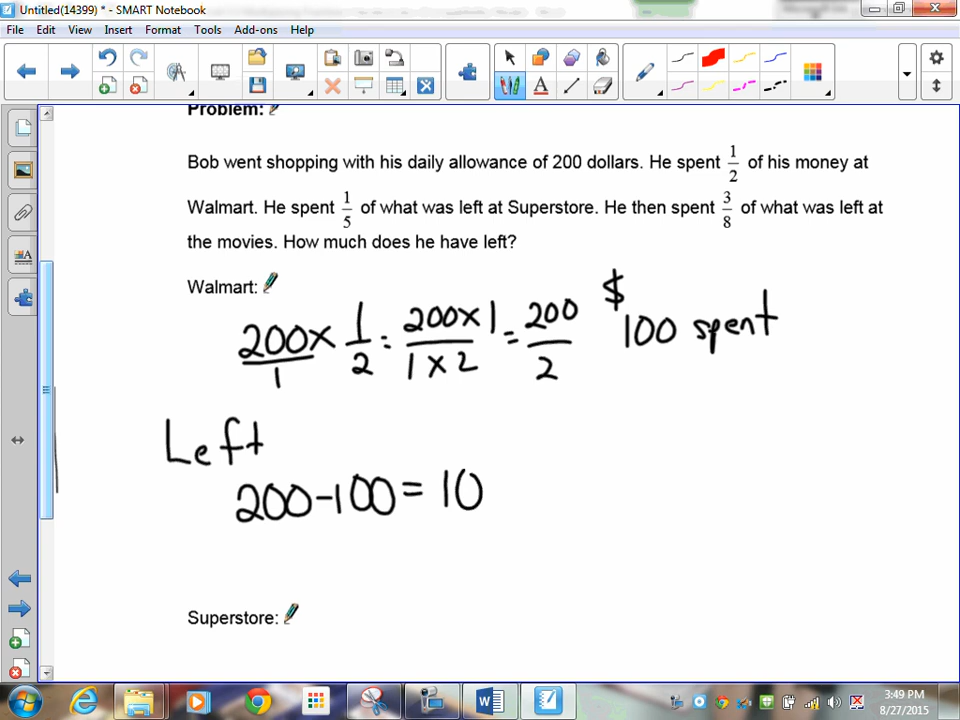 Untitled(14399) * - SMART Notebook
File Edit View Insert Format Tools Add-ons Help
Problem:
Bob went shopping with his daily allowance of 200 dollars. He spent 1/2 of his money at
Walmart. He spent 1/5 of what was left at Superstore. He then spent 3/8 of what was left at
the movies. How much does he have left?
Walmart:
200/1 x 1/2 = 200x1/1x2 = 200/2 $100 spent
Left
200-100=10
Superstore:
3:49 PM
8/27/2015